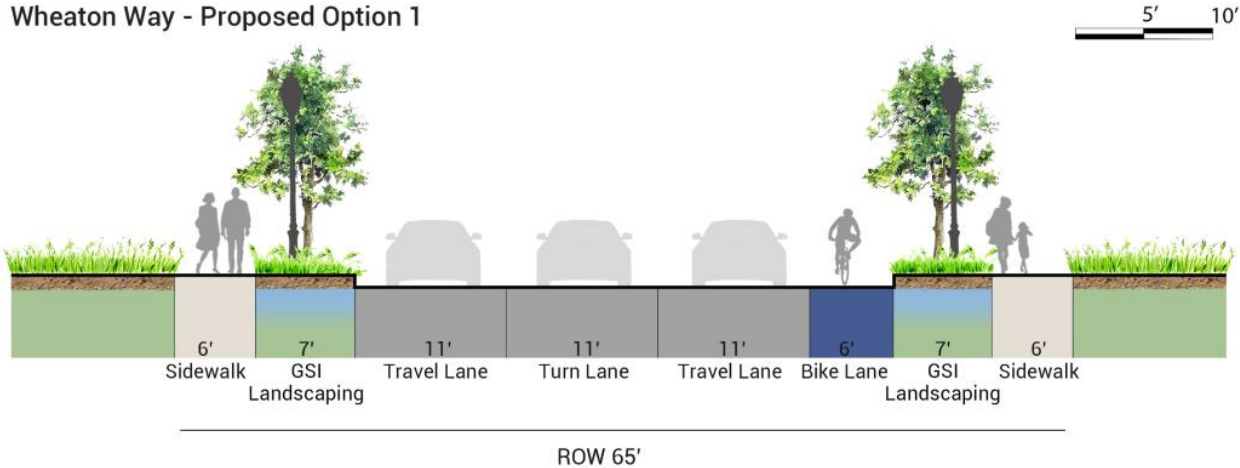 Wheaton Way - Proposed Option 1
5' 10'
6' 7' 11' 11' 11' 6' 7' 6'
Sidewalk GSI Landscaping Travel Lane Turn Lane Travel Lane Bike Lane GSI Landscaping Sidewalk
ROW 65'